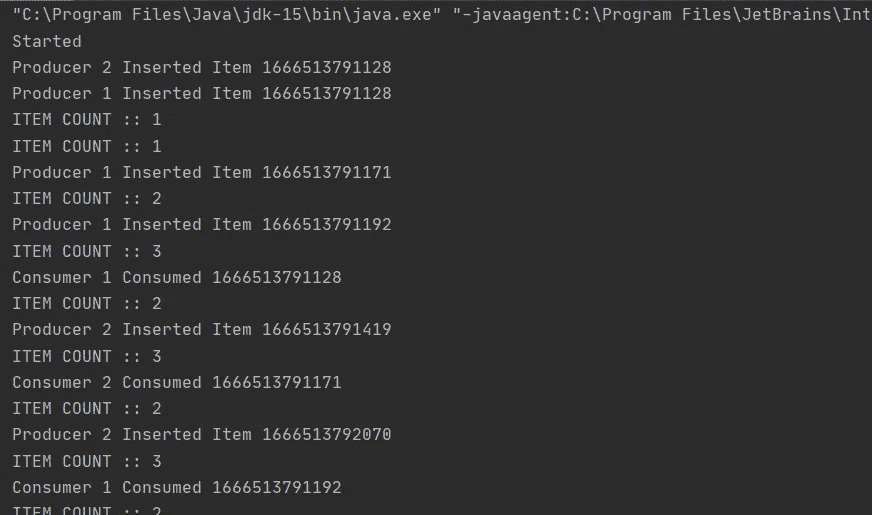 "C:\Program Files\Java\jdk-15\bin\java.exe" "-javaagent:C:\Program Files\JetBrains\Int
Started
Producer 2 Inserted Item 1666513791128
Producer 1 Inserted Item 1666513791128
ITEM COUNT :: 1
ITEM COUNT :: 1
Producer 1 Inserted Item 1666513791171
ITEM COUNT :: 2
Producer 1 Inserted Item 1666513791192
ITEM COUNT :: 3
Consumer 1 Consumed 1666513791128
ITEM COUNT :: 2
Producer 2 Inserted Item 1666513791419
ITEM COUNT :: 3
Consumer 2 Consumed 1666513791171
ITEM COUNT :: 2
Producer 2 Inserted Item 1666513792070
ITEM COUNT :: 3
Consumer 1 Consumed 1666513791192
ITEM COUNT :: 2